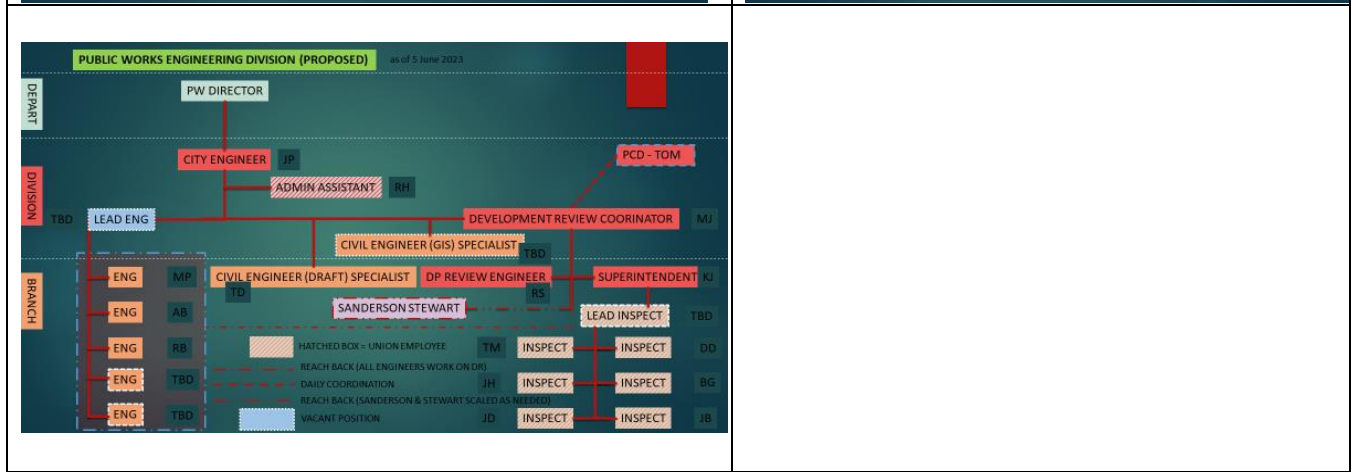 PUBLIC WORKS ENGINEERING DIVISION (PROPOSED) as of 5 June 2023
DEPART
PW DIRECTOR
DIVISION
CITY ENGINEER JP
PCD - TOM
ADMIN ASSISTANT RH
TBD LEAD ENG
DEVELOPMENT REVIEW COORINATOR MJ
CIVIL ENGINEER (GIS) SPECIALIST
TBD
BRANCH
ENG MP
CIVIL ENGINEER (DRAFT) SPECIALIST
TD
DP REVIEW ENGINEER
RS
SUPERINTENDENT KJ
SANDERSON STEWART
LEAD INSPECT TBD
ENG AB
ENG RB
ENG TBD
ENG TBD
HATCHED BOX = UNION EMPLOYEE
REACH BACK (ALL ENGINEERS WORK ON DR)
DAILY COORDINATION
REACH BACK (SANDERSON & STEWART SCALED AS NEEDED)
VACANT POSITION
TM INSPECT INSPECT DD
JH INSPECT INSPECT BG
JD INSPECT INSPECT JB